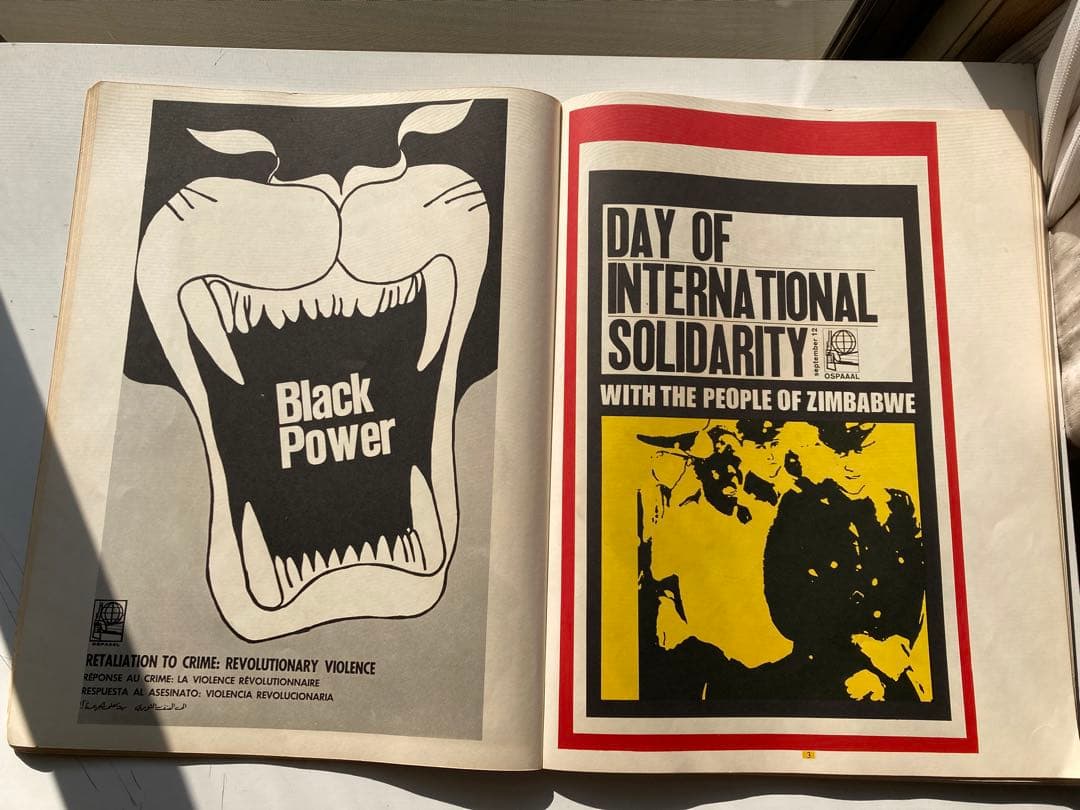 Black
Power
OSPAAAL
RETALIATION TO CRIME: REVOLUTIONARY VIOLENCE
RÉPONSE AU CRIME: LA VIOLENCE RÉVOLUTIONNAIRE
RESPUESTA AL ASESINATO: VIOLENCIA REVOLUCIONARIA
DAY OF
INTERNATIONAL
SOLIDARITY
september 12
OSPAAAL
WITH THE PEOPLE OF ZIMBABWE
3